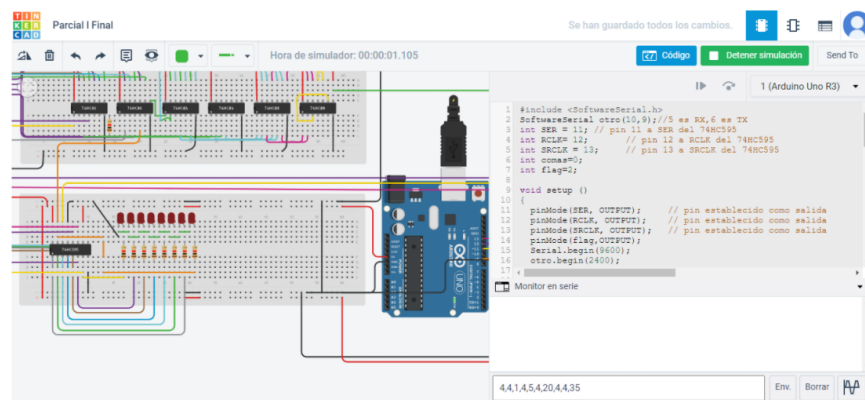 TIN
KER
CAD
Parcial I Final
Se han guardado todos los cambios.
Hora de simulador: 00:00:01.105
Código
Detener simulación
Send To
1 (Arduino Uno R3)
1 #include <SoftwareSerial.h>
2 SoftwareSerial otro(10,9);//5 es RX,6 es TX
3 int SER = 11; // pin 11 a SER del 74HC595
4 int RCLK= 12; // pin 12 a RCLK del 74HC595
5 int SRCLK = 13; // pin 13 a SRCLK del 74HC595
6 int comas=0;
7 int flag=2;
8
9 void setup ()
10 {
11 pinMode(SER, OUTPUT); // pin establecido como salida
12 pinMode(RCLK, OUTPUT); // pin establecido como salida
13 pinMode(SRCLK, OUTPUT); // pin establecido como salida
14 pinMode(flag,OUTPUT);
15 Serial.begin(9600);
16 otro.begin(2400);
17
Monitor en serie
4,4,1,4,5,4,20,4,4,35
Env.
Borrar
UNO